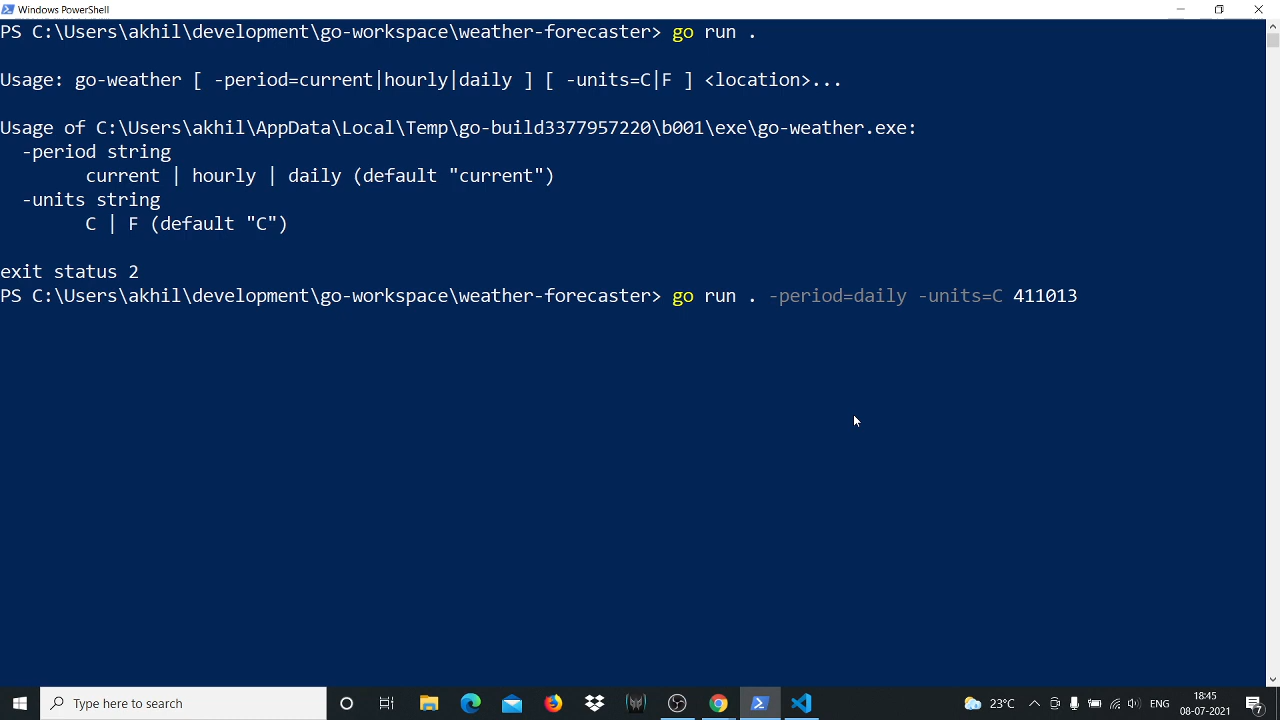 Windows PowerShell
PS C:\Users\akhil\development\go-workspace\weather-forecaster> go run .
Usage: go-weather [ -period=current|hourly|daily ] [ -units=C|F ] <location>...
Usage of C:\Users\akhil\AppData\Local\Temp\go-build3377957220\b001\exe\go-weather.exe:
-period string
current | hourly | daily (default "current")
-units string
C | F (default "C")
exit status 2
PS C:\Users\akhil\development\go-workspace\weather-forecaster> go run . -period=daily -units=C 411013
Type here to search
23°C
ENG
18:45
08-07-2021
7